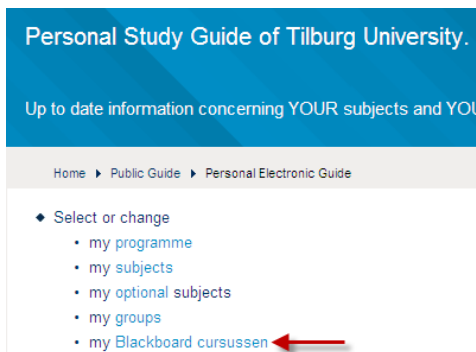 Personal Study Guide of Tilburg University.
Up to date information concerning YOUR subjects and
Home Public Guide Personal Electronic Guide
Select or change
my programme
my subjects
my optional subjects
my groups
my Blackboard cursussen